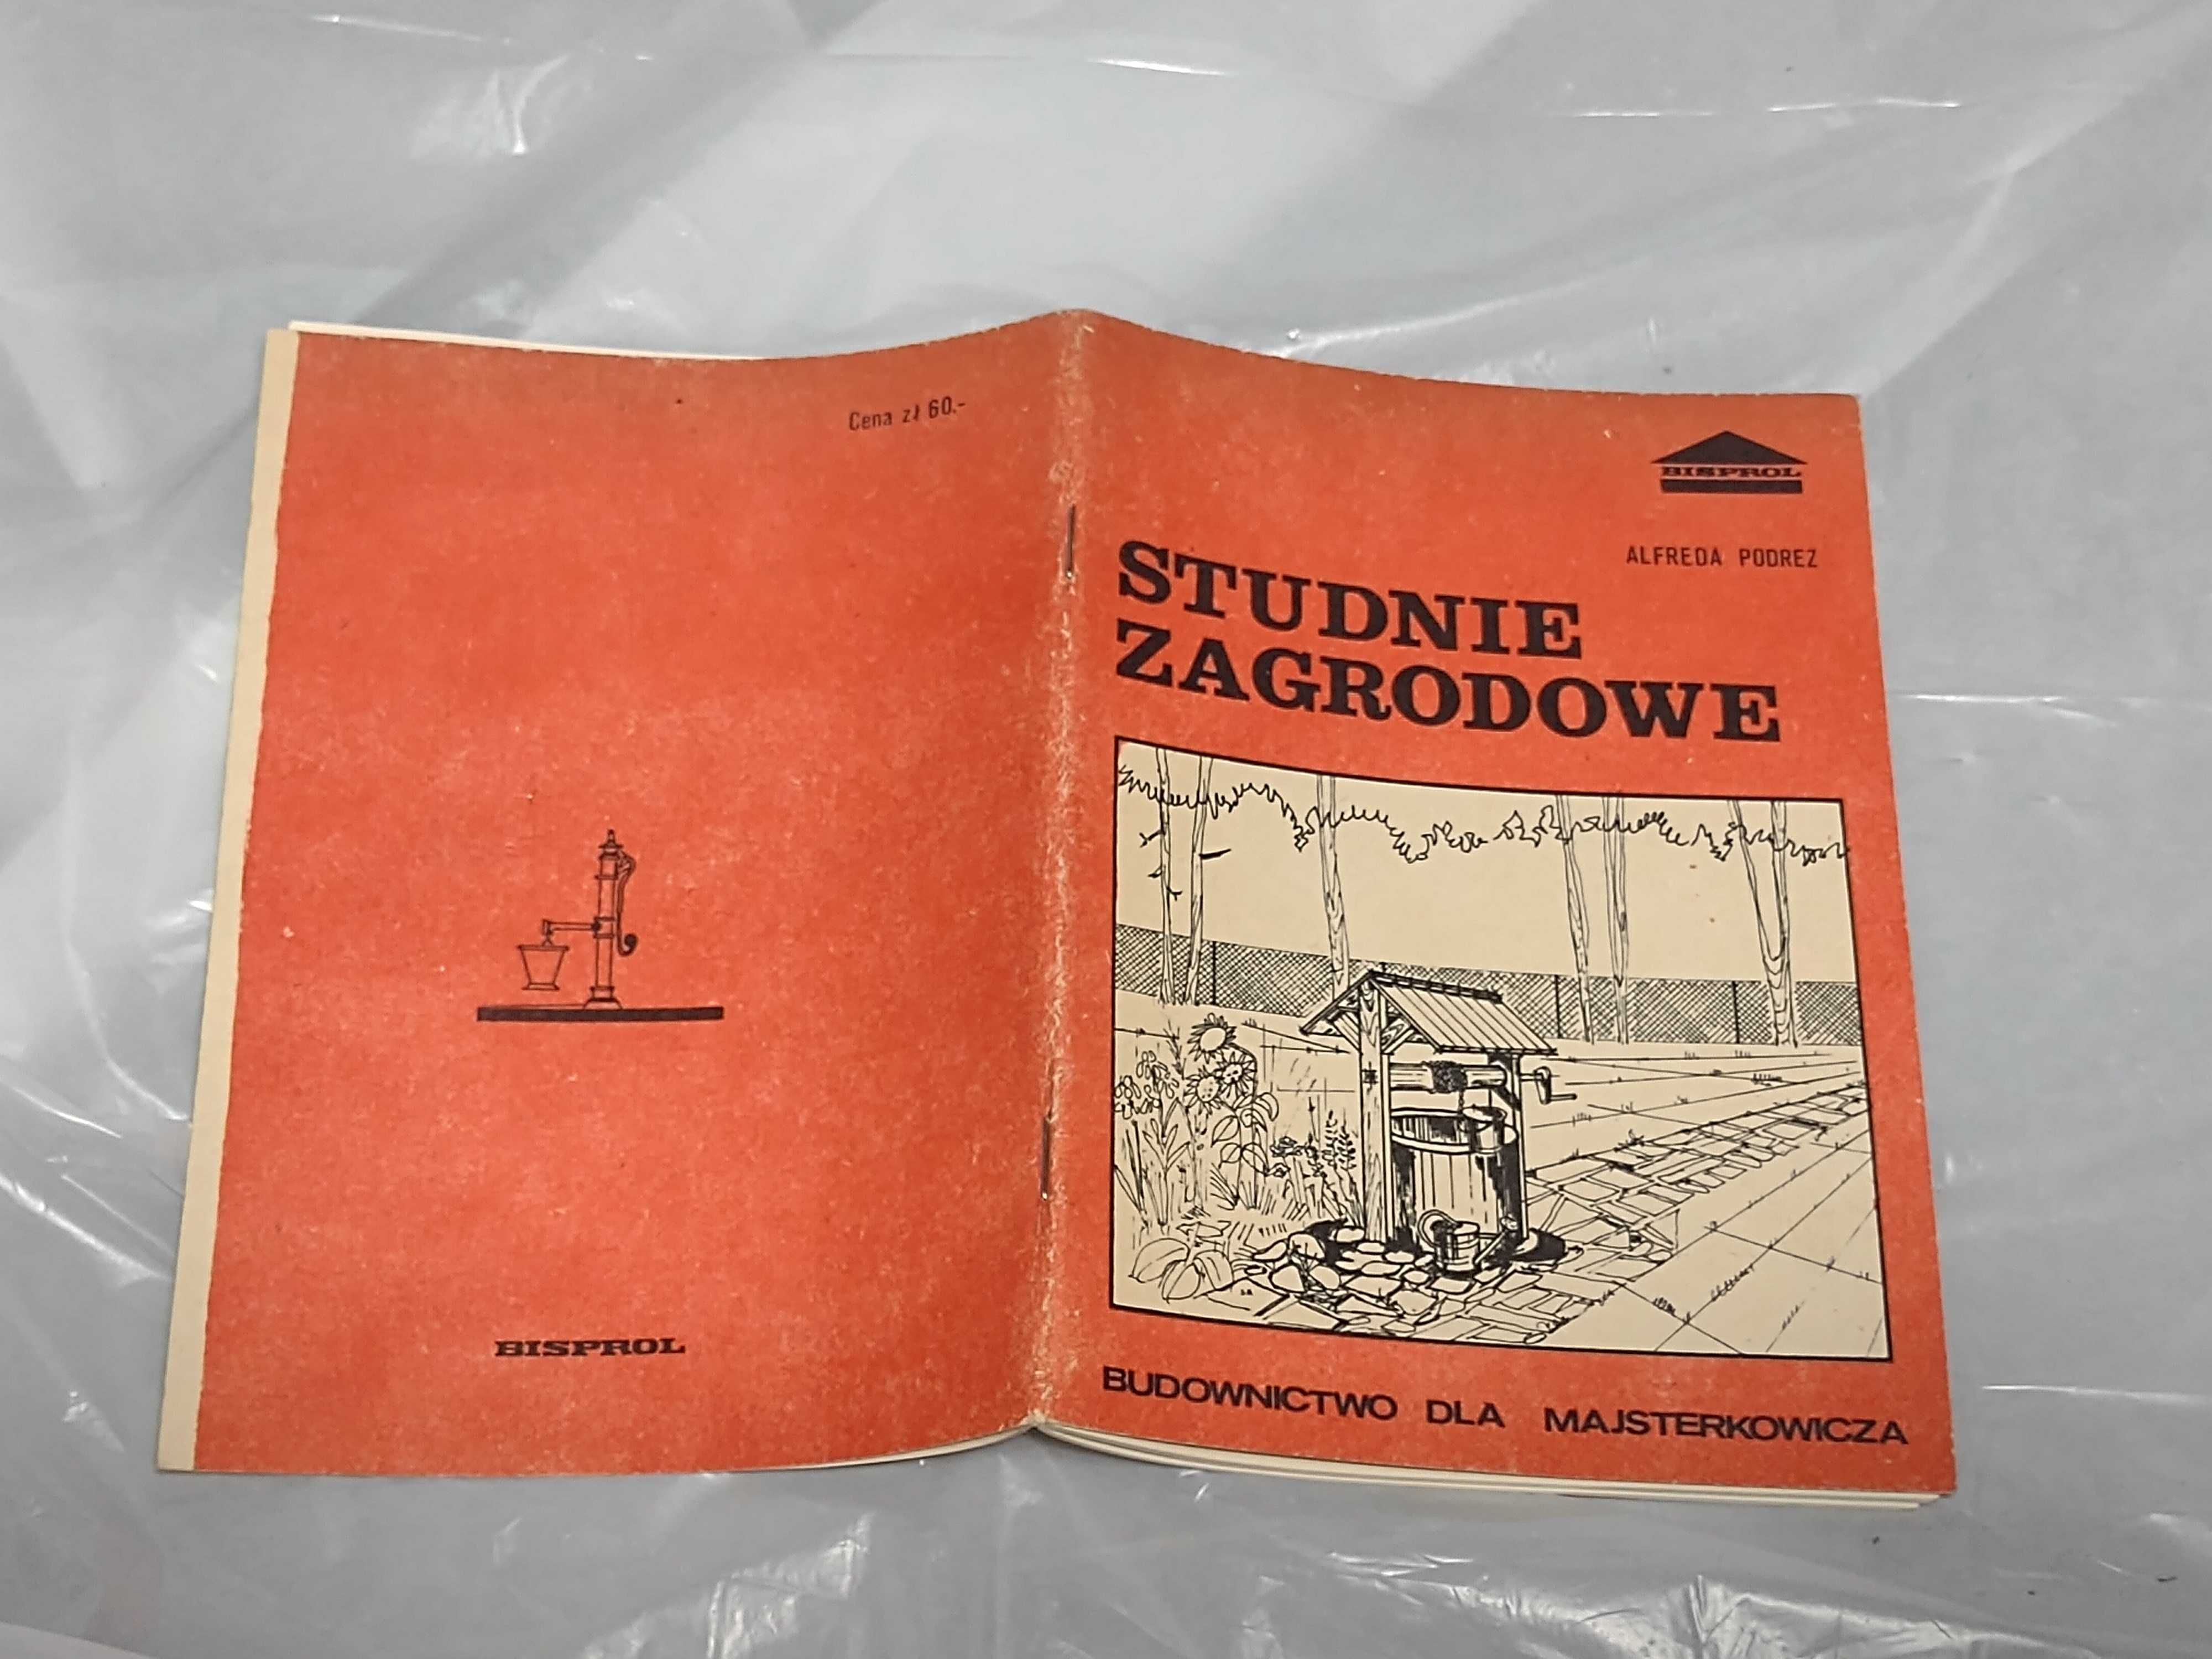 Cena zł 60.-
BISPROL
BISPROL
ALFREDA PODREZ
STUDNIE
ZAGRODOWE
BUDOWNICTWO DLA MAJSTERKOWICZA